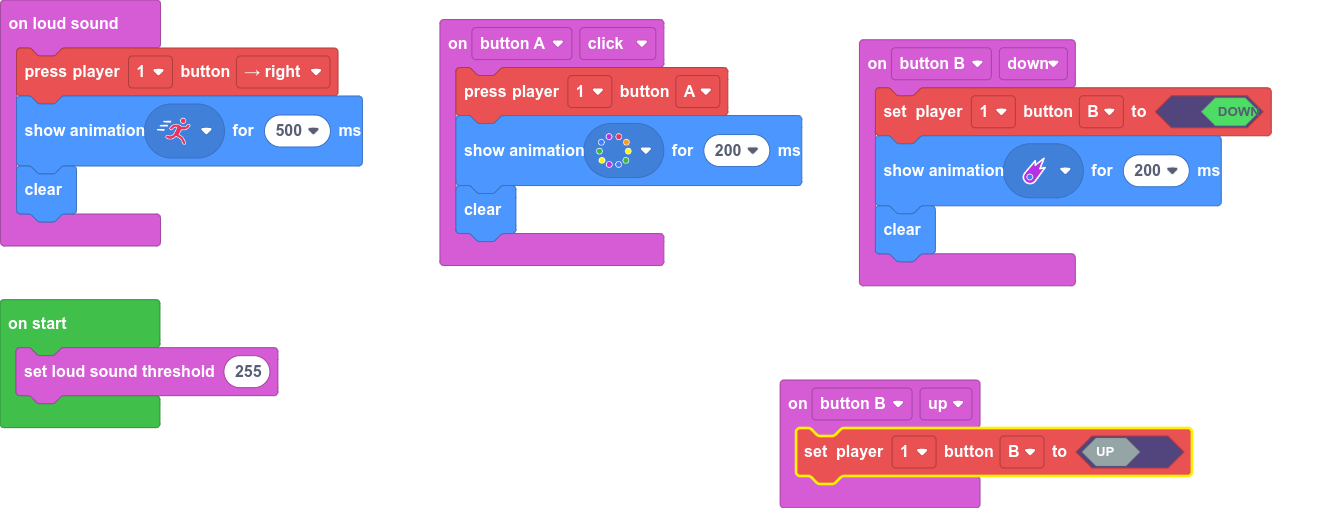 on loud sound
press player 1 button → right
show animation for 500 ms
clear
on button A click
press player 1 button A
show animation for 200 ms
clear
on button B down
set player 1 button B to DOWN
show animation for 200 ms
clear
on start
set loud sound threshold 255
on button B up
set player 1 button B to UP